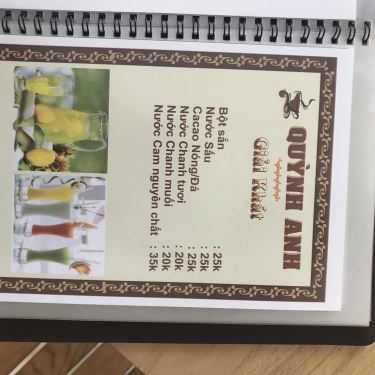 QUỲNH ANH
Giải Khát
Bột sắn : 25k
Nước Sấu : 25k
Cacao Nóng/Đá : 25k
Nước Chanh tươi : 20k
Nước Chanh muối : 20k
Nước Cam nguyên chất : 35k